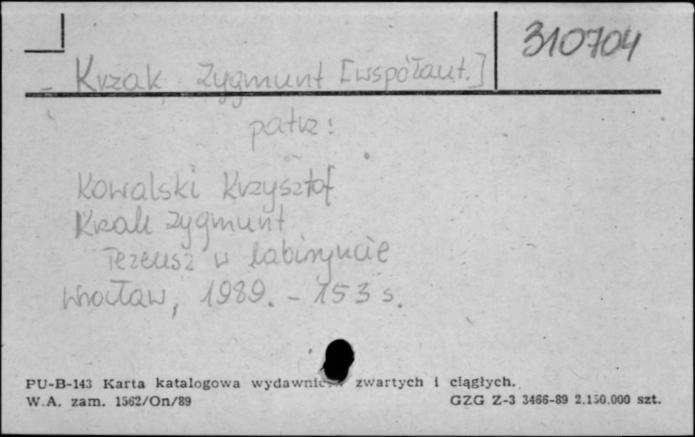 310704
Krzak Zygmunt [współaut.]
patrz:
Kowalski Krzysztof
Krzak Zygmunt
Tezeusz w labiryncie
Wrocław, 1989. - 153 s.
PU-B-143 Karta katalogowa wydawnictw zwartych i ciągłych.
W.A. zam. 1562/On/89 GZG Z-3 3466-89 2.150.000 szt.